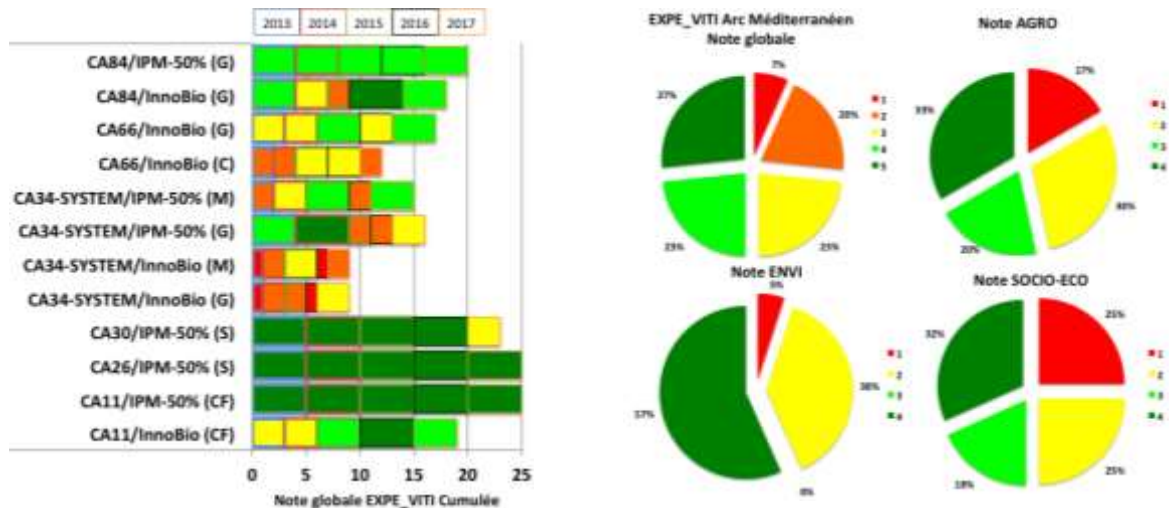 2013 2014 2015 2016 2017
CA84/IPM-50% (G)
CA84/InnoBio (G)
CA66/InnoBio (G)
CA66/InnoBio (C)
CA34-SYSTEM/IPM-50% (M)
CA34-SYSTEM/IPM-50% (G)
CA34-SYSTEM/InnoBio (M)
CA34-SYSTEM/InnoBio (G)
CA30/IPM-50% (S)
CA26/IPM-50% (S)
CA11/IPM-50% (CF)
CA11/InnoBio (CF)
0 5 10 15 20 25
Note globale EXPE_VITI Cumulée
EXPE_VITI Arc Méditerranéen
Note globale
7%
20%
23%
23%
27%
1
2
3
4
5
Note AGRO
17%
30%
20%
33%
1
2
3
4
Note ENVI
5%
38%
0%
57%
1
2
3
4
Note SOCIO-ECO
25%
25%
18%
32%
1
2
3
4